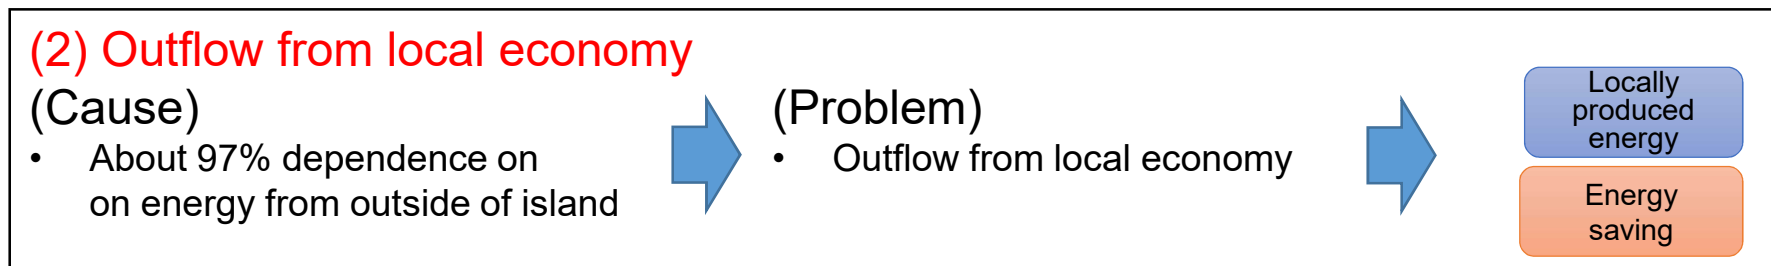 (2) Outflow from local economy
(Cause)
• About 97% dependence on
on energy from outside of island
(Problem)
• Outflow from local economy
Locally
produced
energy
Energy
saving